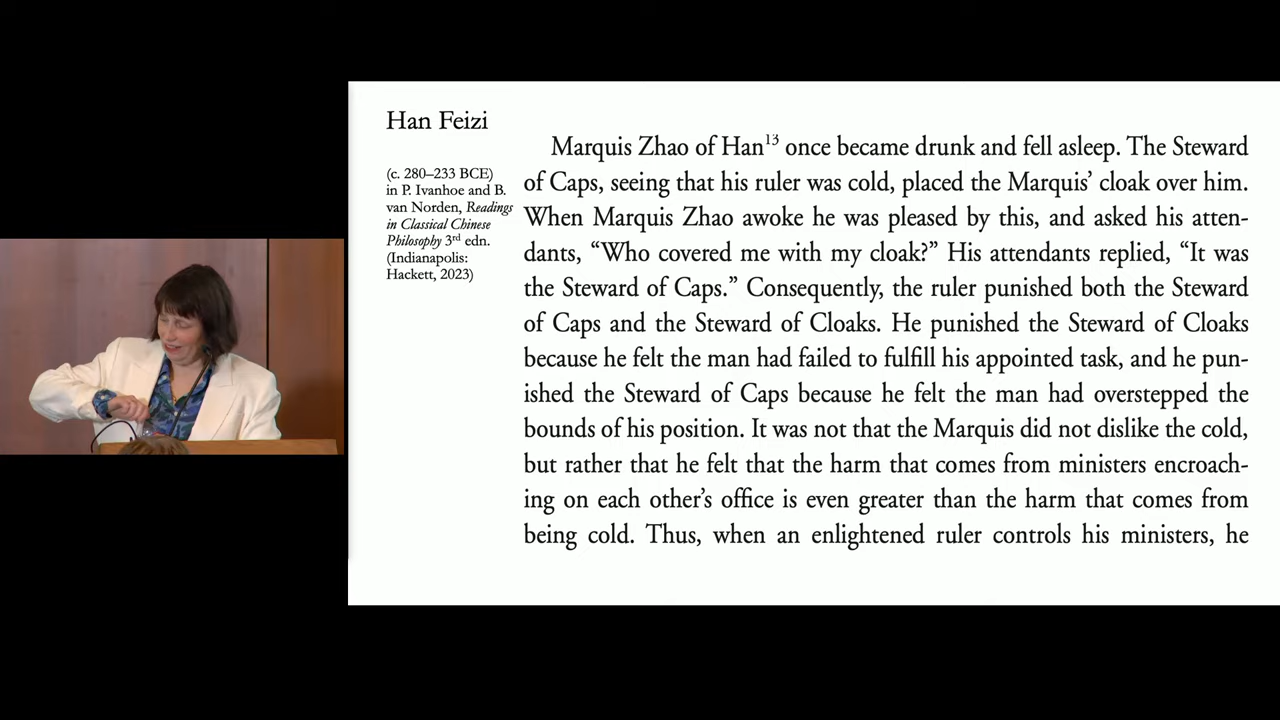 Han Feizi
(c. 280–233 BCE)
in P. Ivanhoe and B.
van Norden, Readings
in Classical Chinese
Philosophy 3rd edn.
(Indianapolis:
Hackett, 2023)
Marquis Zhao of Han13 once became drunk and fell asleep. The Steward
of Caps, seeing that his ruler was cold, placed the Marquis’ cloak over him.
When Marquis Zhao awoke he was pleased by this, and asked his atten-
dants, “Who covered me with my cloak?” His attendants replied, “It was
the Steward of Caps.” Consequently, the ruler punished both the Steward
of Caps and the Steward of Cloaks. He punished the Steward of Cloaks
because he felt the man had failed to fulfill his appointed task, and he pun-
ished the Steward of Caps because he felt the man had overstepped the
bounds of his position. It was not that the Marquis did not dislike the cold,
but rather that he felt that the harm that comes from ministers encroach-
ing on each other’s office is even greater than the harm that comes from
being cold. Thus, when an enlightened ruler controls his ministers, he